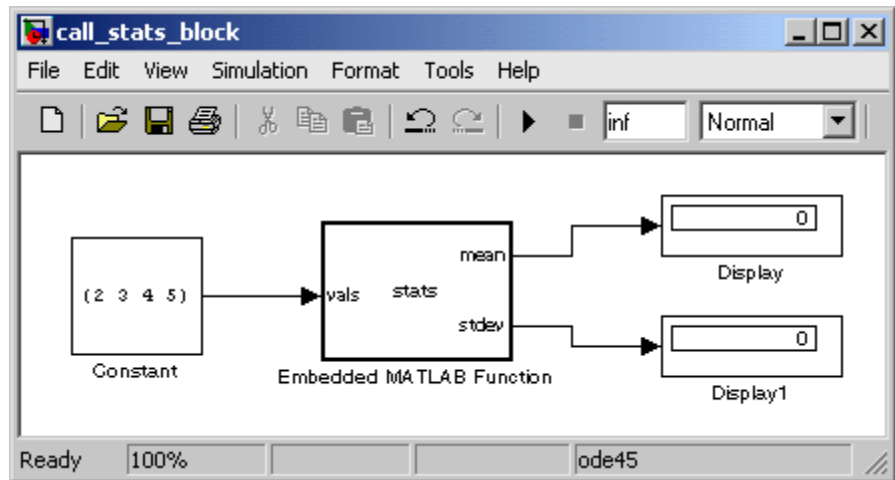 call_stats_block
File Edit View Simulation Format Tools Help
inf Normal
(2 3 4 5)
Constant
vals stats mean stdev
Embedded MATLAB Function
0
Display
0
Display1
Ready 100% ode45